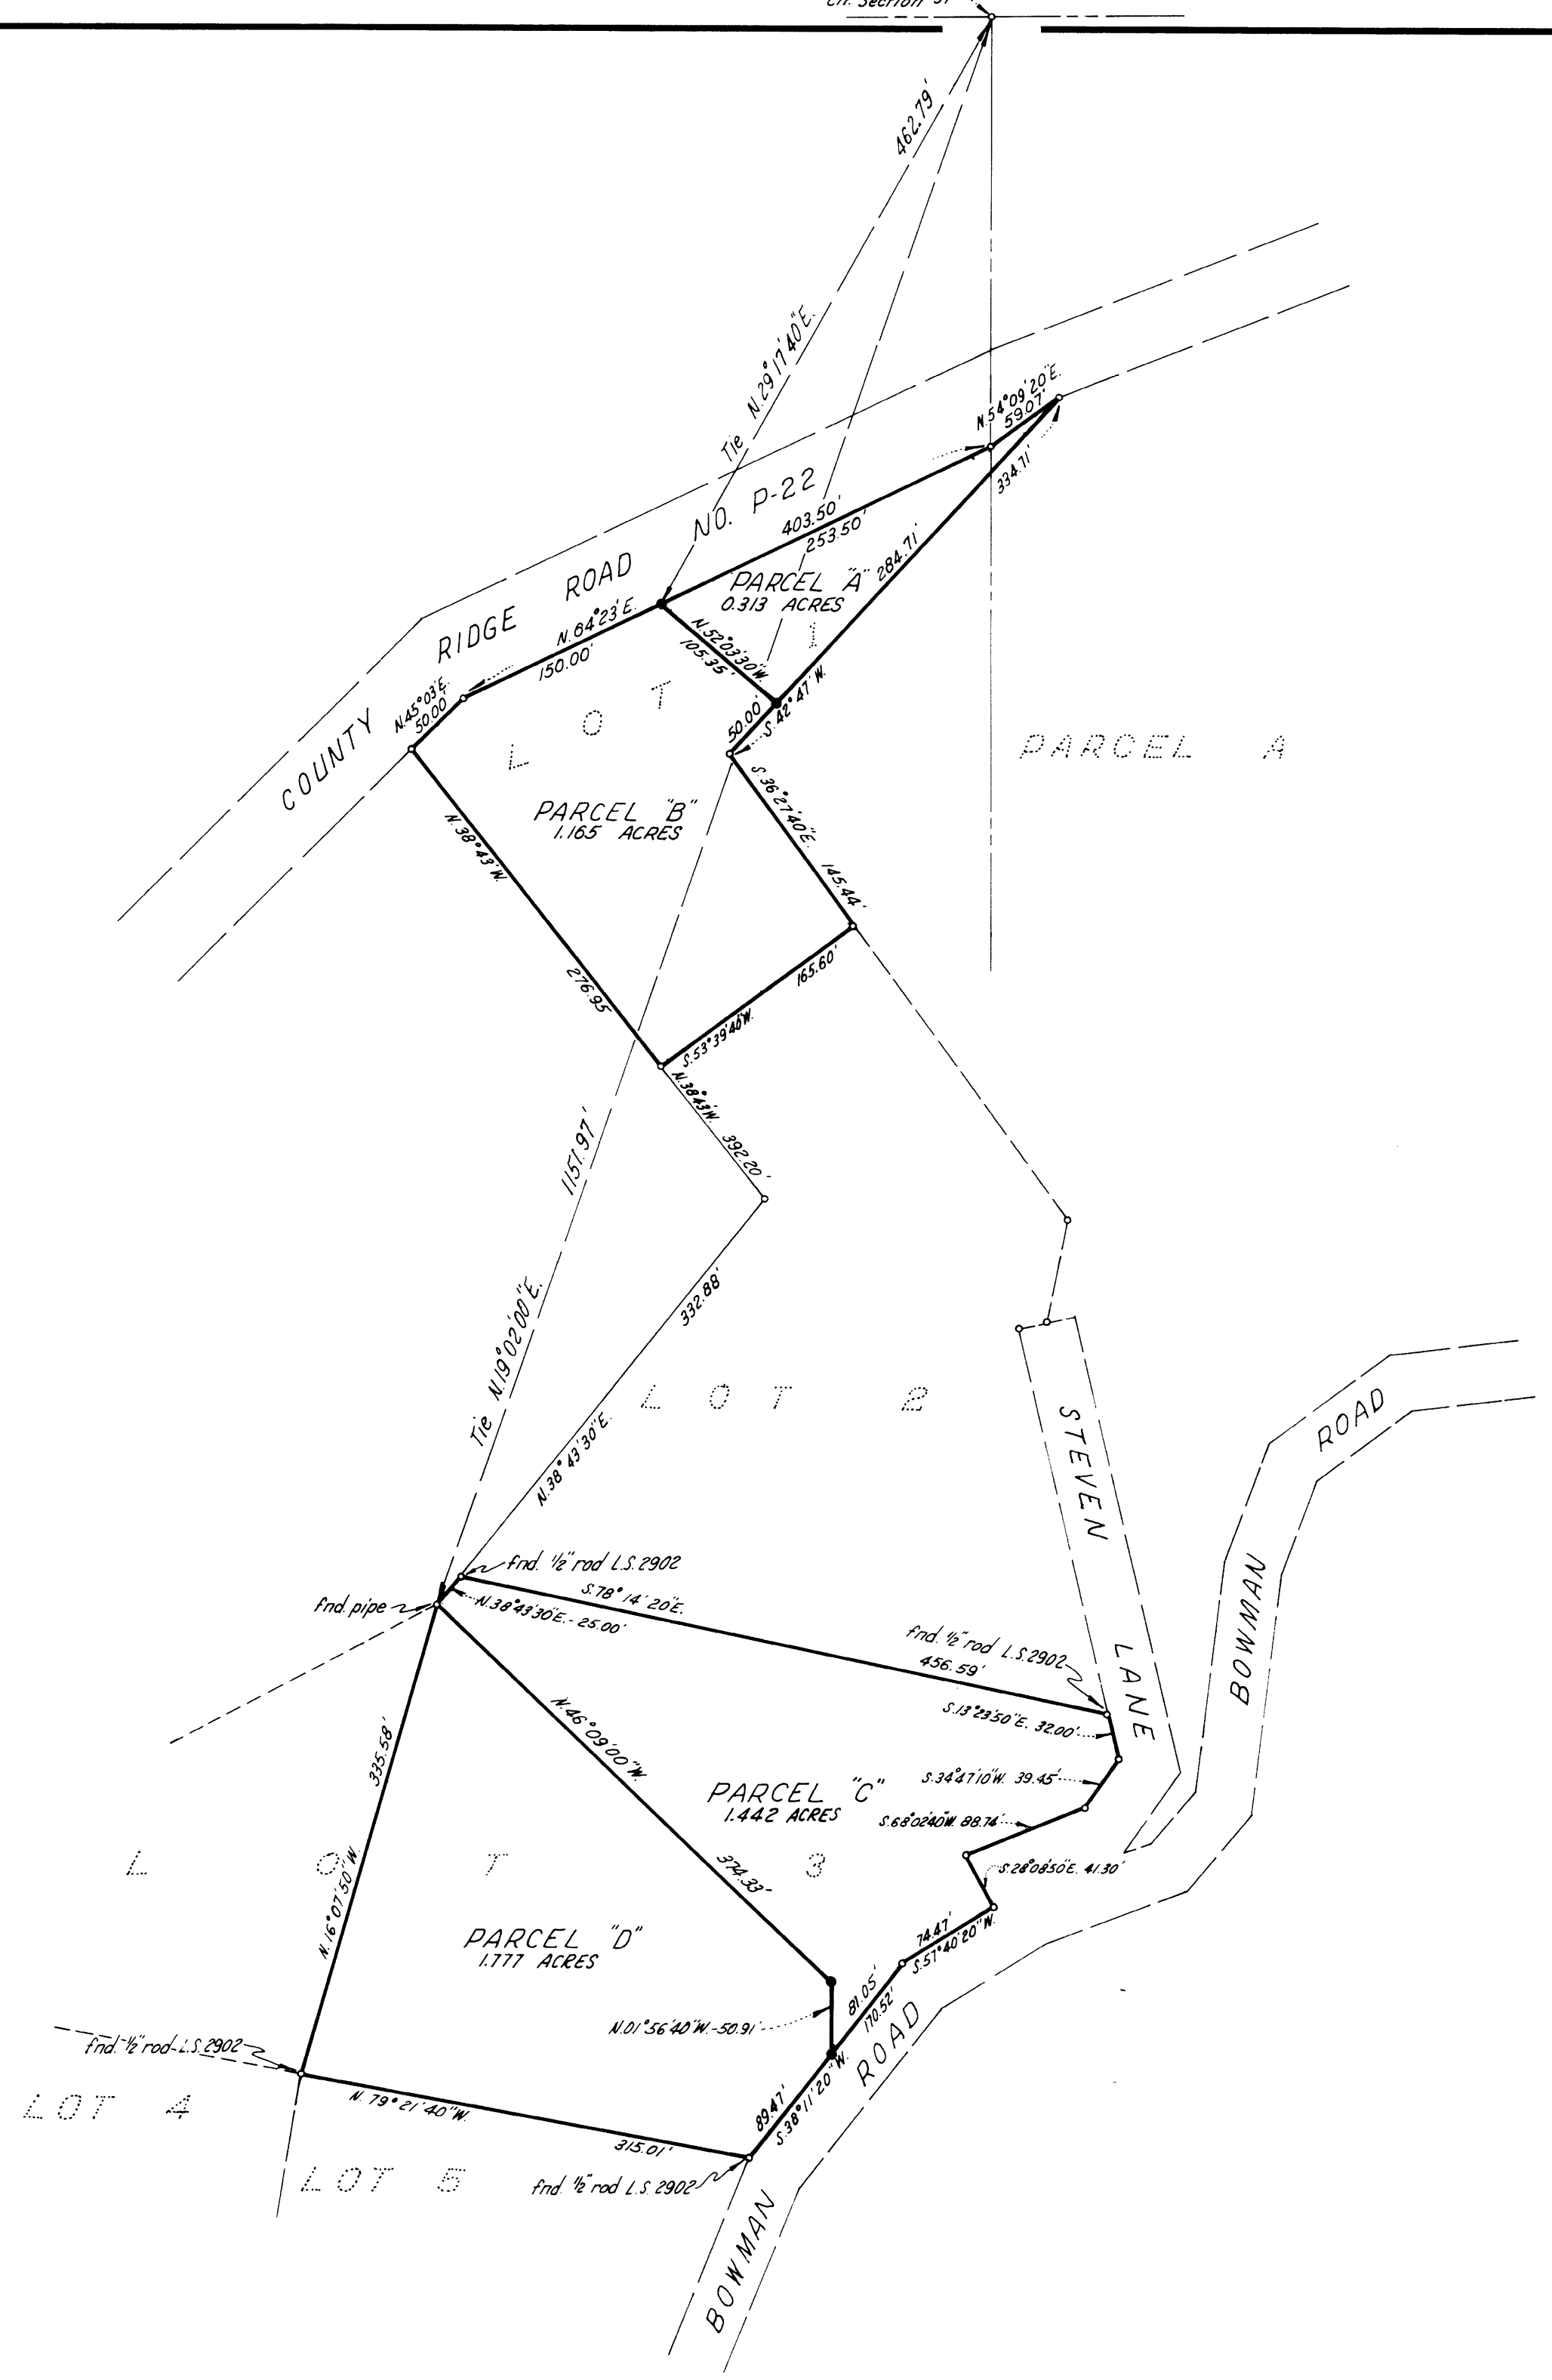 Section
462.79'
Tie N.29°17'40"E.
N.54°09'20"E.
59.07'
334.71'
COUNTY RIDGE ROAD NO. P-22
403.50'
253.50'
PARCEL "A"
0.313 ACRES
284.71'
N.64°23'E.
150.00'
N.52°03'30"W.
105.35'
1
N.45°03'E.
50.00'
50.00'
S.42°47'W.
LOT
PARCEL A
PARCEL "B"
1.165 ACRES
S.36°27'40"E. 145.44'
N.38°43'W.
276.95
165.60'
S.53°39'40"W.
N.38°43'W. 392.20'
1151.97'
Tie N.19°02'00"E.
332.88'
N.38°43'30"E.
LOT 2
STEVEN LANE
BOWMAN ROAD
fnd. 1/2" rod L.S.2902
fnd. pipe
N.38°43'30"E.-25.00'
S.78°14'20"E.
456.59'
fnd. 1/2" rod L.S.2902
S.13°23'50"E. 32.00'
S.34°47'10"W. 39.45'
S.68°02'40"W. 88.74'
S.28°08'50"E. 41.30'
N.46°09'00"W.
374.33'
PARCEL "C"
1.442 ACRES
335.58'
N.16°07'50"W.
LOT 3
PARCEL "D"
1.777 ACRES
74.47'
S.57°40'20"W.
81.05'
170.52'
N.01°56'40"W.-50.91'
fnd. 1/2" rod-L.S.2902
LOT 4
N.79°21'40"W.
315.01'
89.47'
S.38°11'20"W.
LOT 5
fnd. 1/2" rod L.S.2902
BOWMAN ROAD